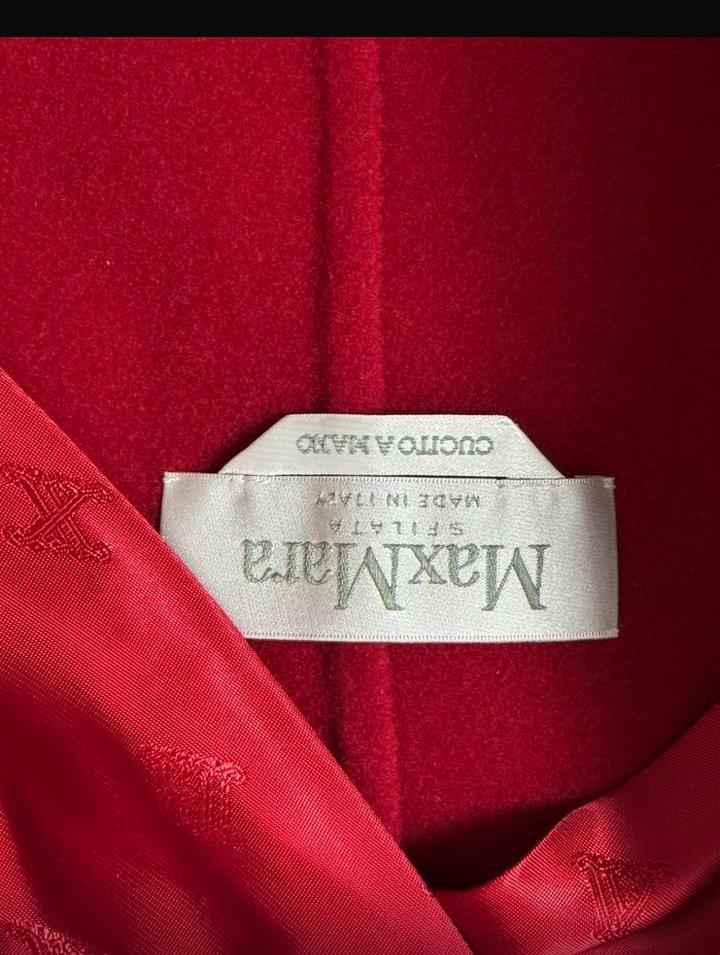 MaxMara
SFILATA
MADE IN ITALY
CUCITO A MANO